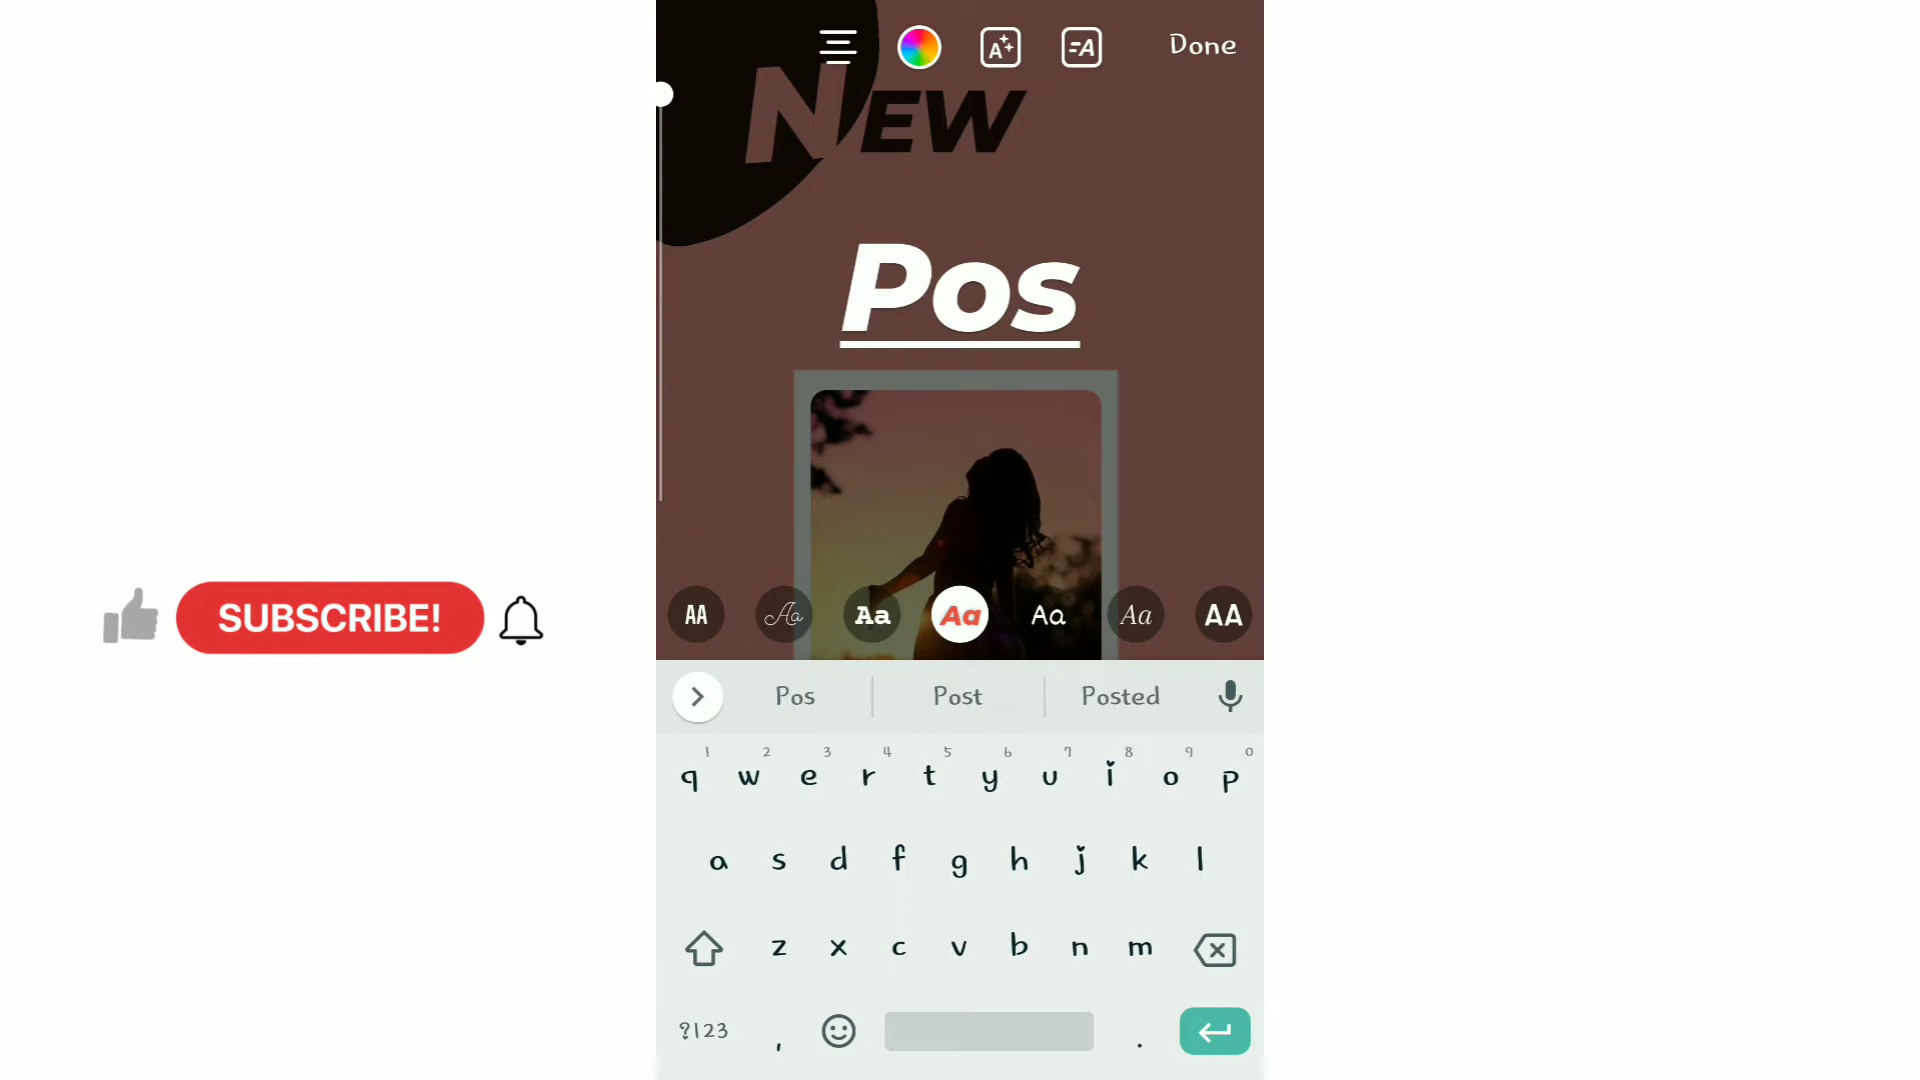 Done
NEW
Pos
AA Aa Aa Aa Aa Aa AA
SUBSCRIBE!
Pos Post Posted
1 2 3 4 5 6 7 8 9 0
q w e r t y u i o p
a s d f g h j k l
z x c v b n m
?123 , .